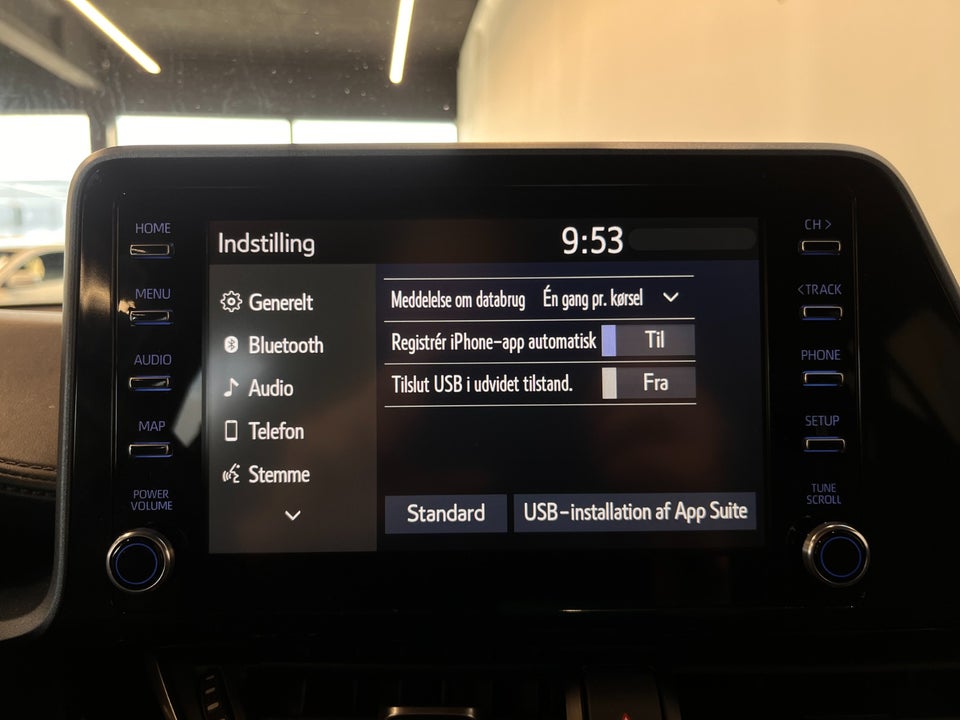 HOME
MENU
AUDIO
MAP
POWER
VOLUME
Indstilling
9:53
Generelt
Bluetooth
Audio
Telefon
Stemme
Meddelelse om databrug Én gang pr. kørsel
Registrér iPhone-app automatisk Til
Tilslut USB i udvidet tilstand. Fra
Standard
USB-installation af App Suite
CH >
< TRACK
PHONE
SETUP
TUNE
SCROLL